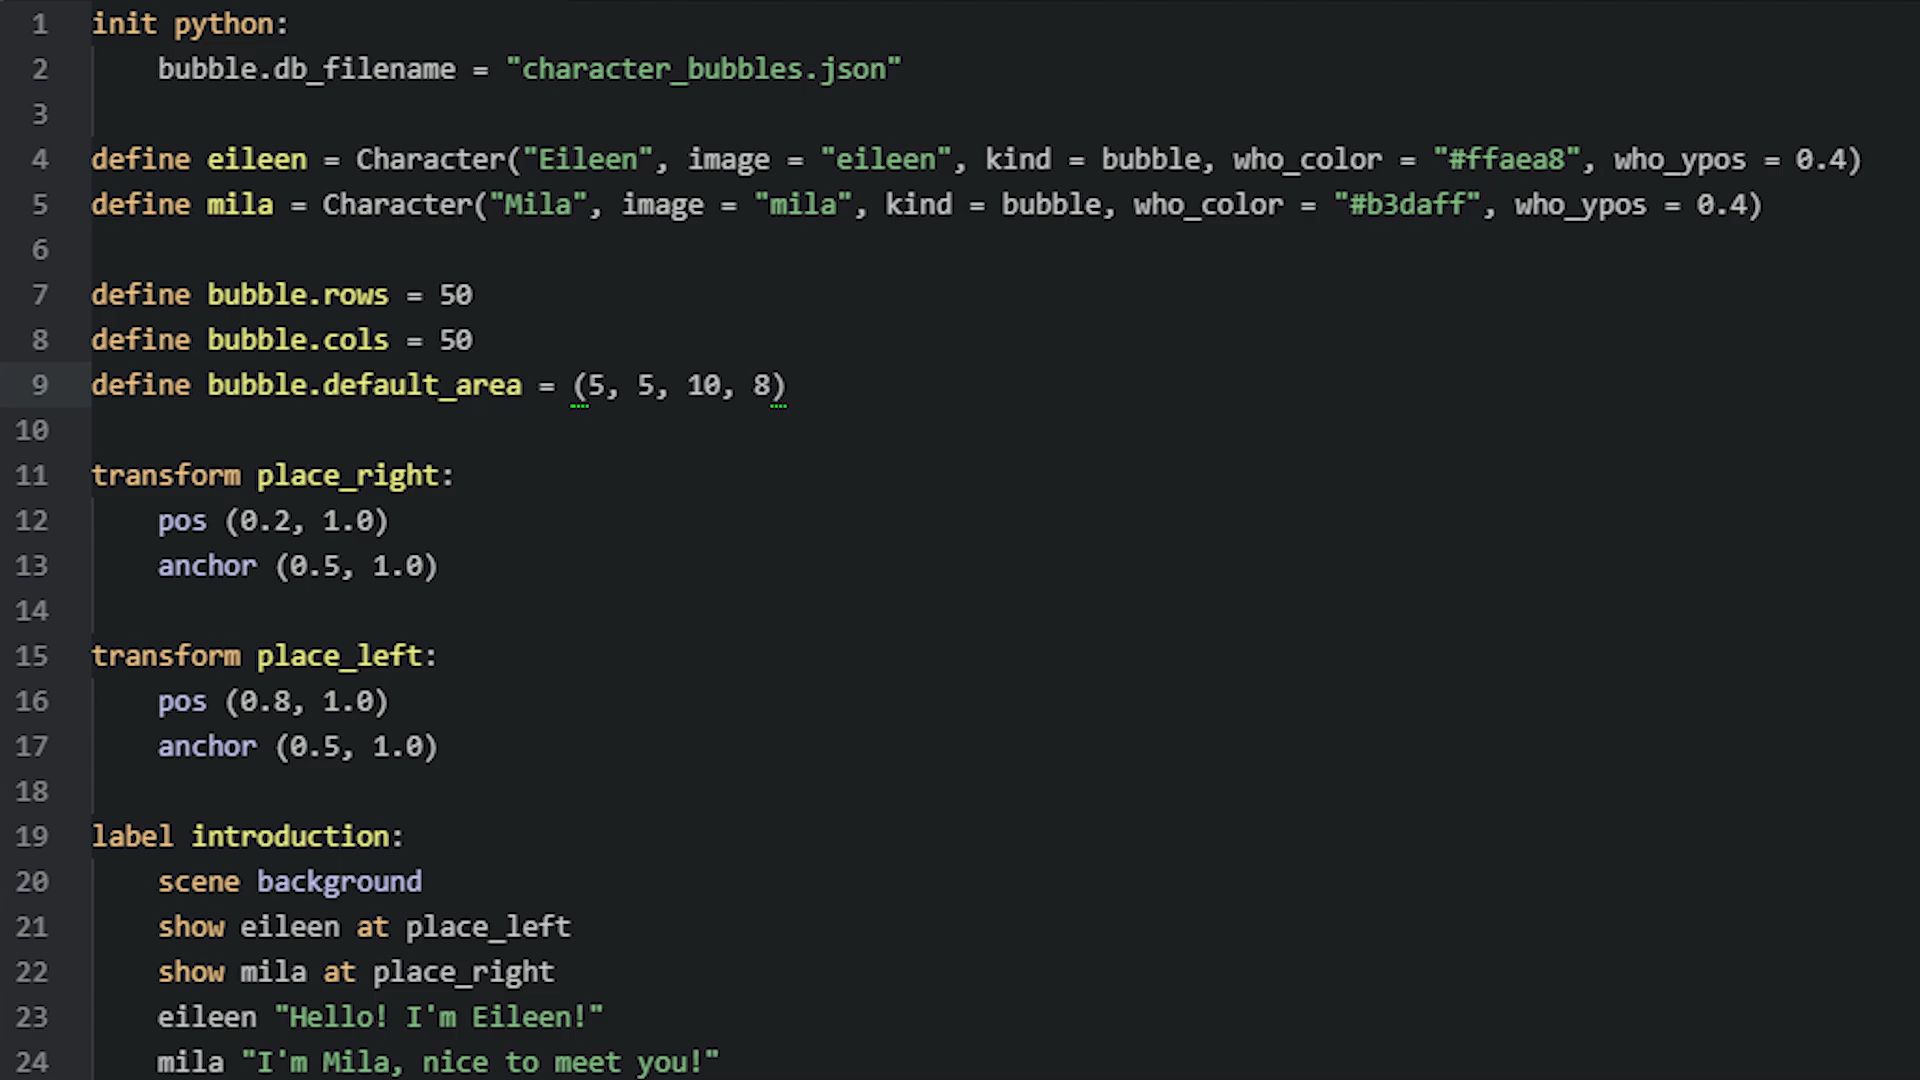 1 init python:
2     bubble.db_filename = "character_bubbles.json"
3
4 define eileen = Character("Eileen", image = "eileen", kind = bubble, who_color = "#ffaea8", who_ypos = 0.4)
5 define mila = Character("Mila", image = "mila", kind = bubble, who_color = "#b3daff", who_ypos = 0.4)
6
7 define bubble.rows = 50
8 define bubble.cols = 50
9 define bubble.default_area = (5, 5, 10, 8)
10
11 transform place_right:
12     pos (0.2, 1.0)
13     anchor (0.5, 1.0)
14
15 transform place_left:
16     pos (0.8, 1.0)
17     anchor (0.5, 1.0)
18
19 label introduction:
20     scene background
21     show eileen at place_left
22     show mila at place_right
23     eileen "Hello! I'm Eileen!"
24     mila "I'm Mila, nice to meet you!"